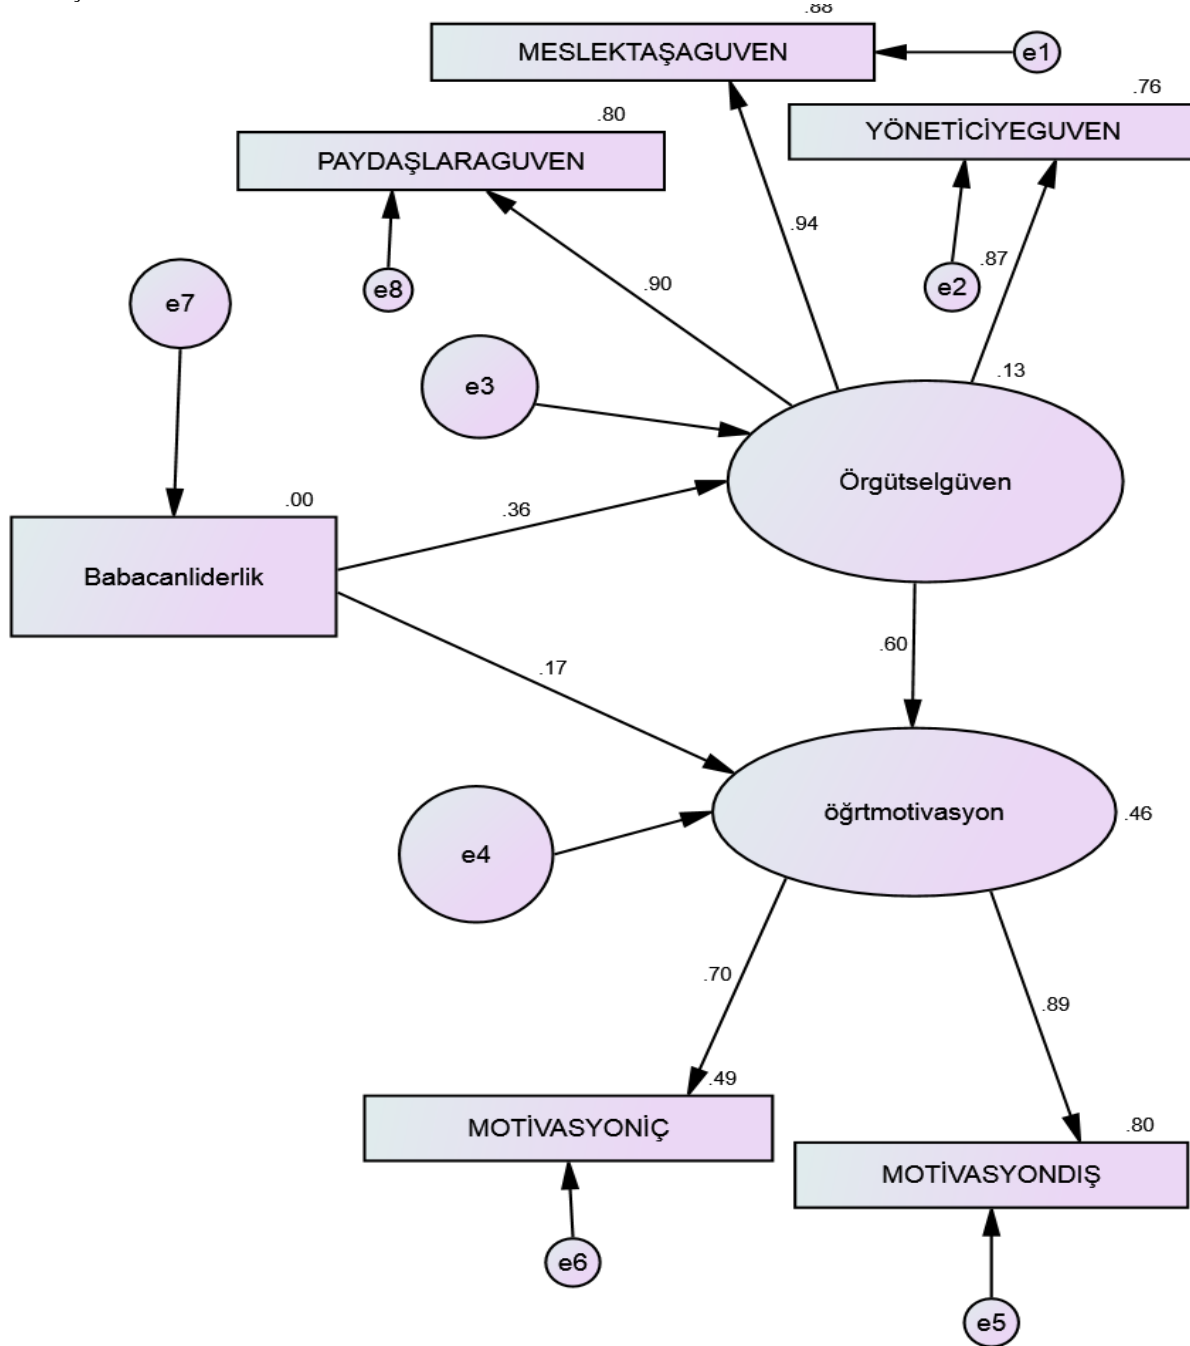 .88
MESLEKTAŞAGUVEN
e1
.76
YÖNETİCİYEGUVEN
.80
PAYDAŞLARAGUVEN
.94
.87
e2
e8
.90
e7
e3
.13
Örgütselgüven
.00
.36
Babacanliderlik
.60
.17
öğrtmotivasyon
.46
e4
.70
.89
.49
MOTİVASYONİÇ
.80
MOTİVASYONDIŞ
e6
e5